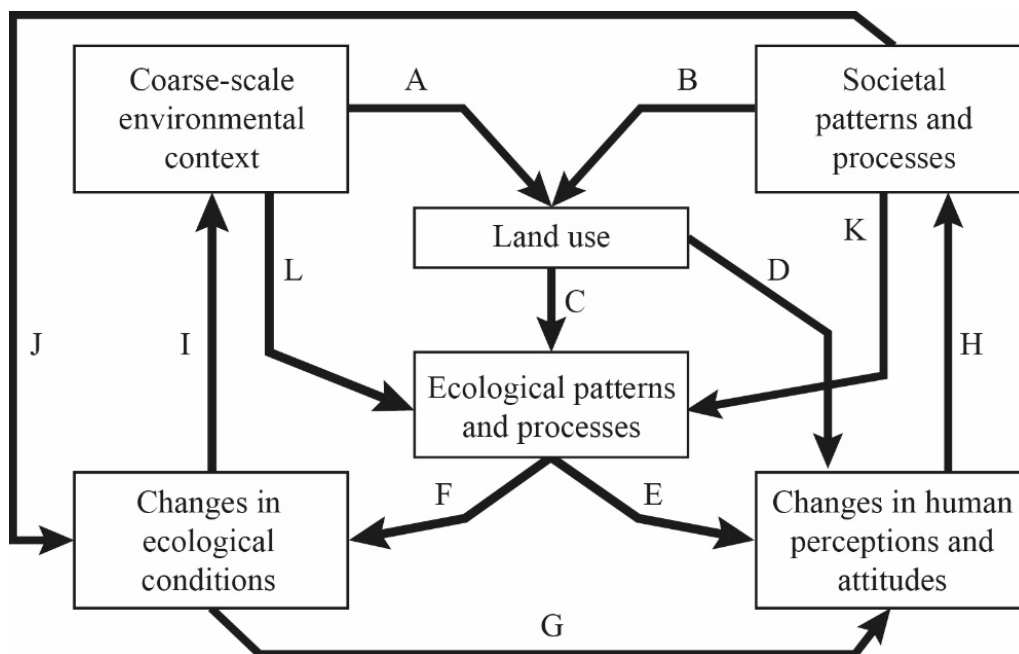 Coarse-scale
environmental
context
A
B
Societal
patterns and
processes
Land use
K
L
C
D
J
I
H
Ecological patterns
and processes
F
E
Changes in
ecological
conditions
Changes in human
perceptions and
attitudes
G